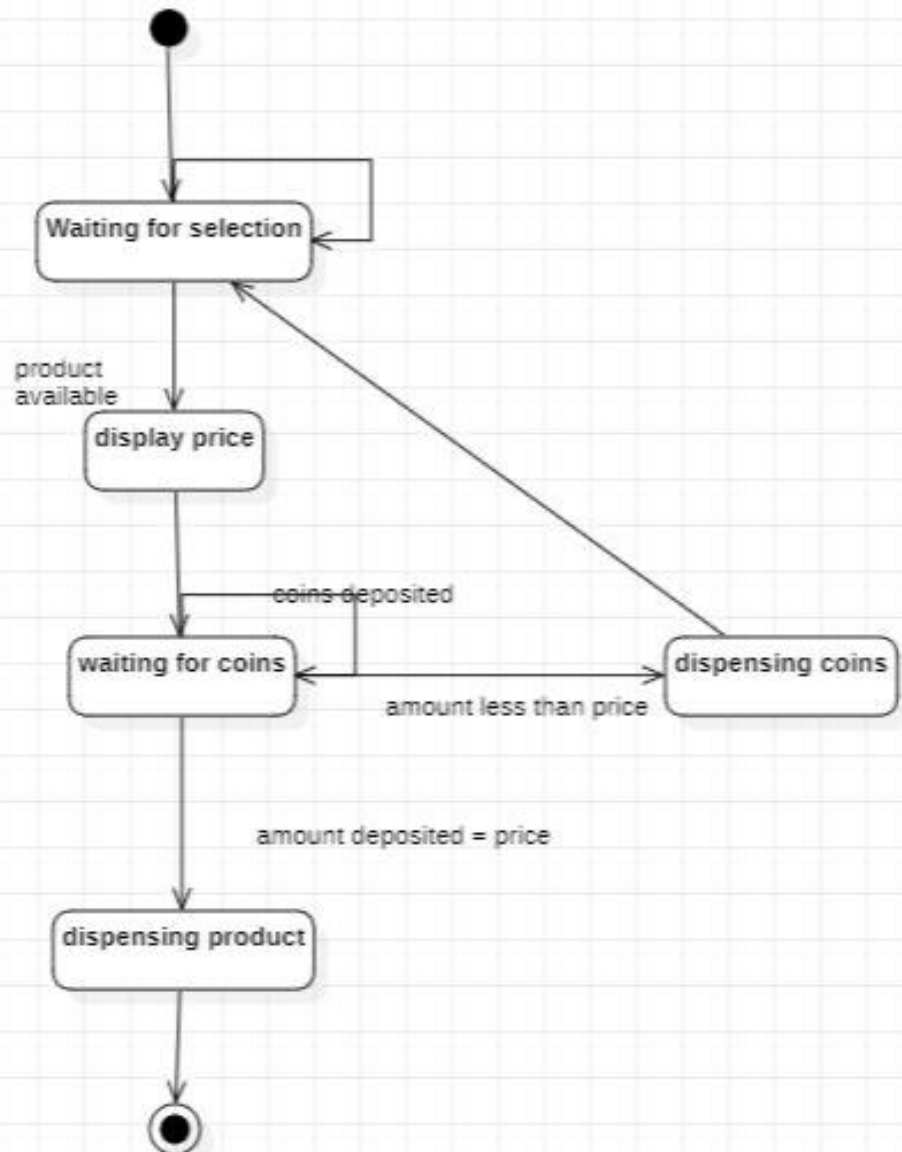 Waiting for selection
product
available
display price
coins deposited
waiting for coins
dispensing coins
amount less than price
amount deposited = price
dispensing product